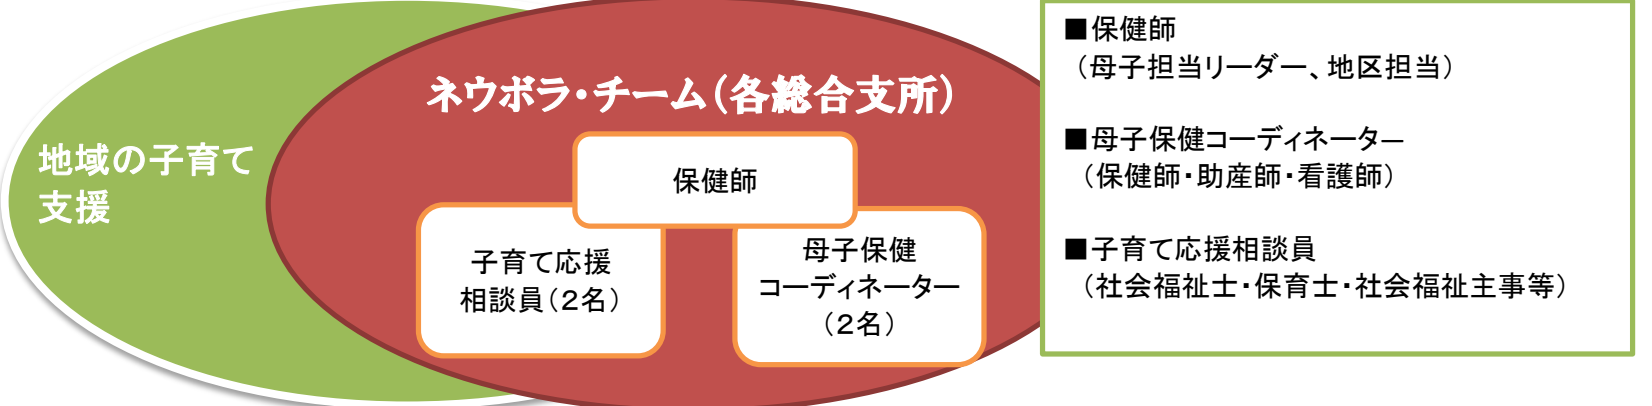 地域の子育て
支援
ネウボラ・チーム（各総合支所）
保健師
子育て応援
相談員（２名）
母子保健
コーディネーター
（２名）
■保健師
（母子担当リーダー、地区担当）
■母子保健コーディネーター
（保健師・助産師・看護師）
■子育て応援相談員
（社会福祉士・保育士・社会福祉主事等）